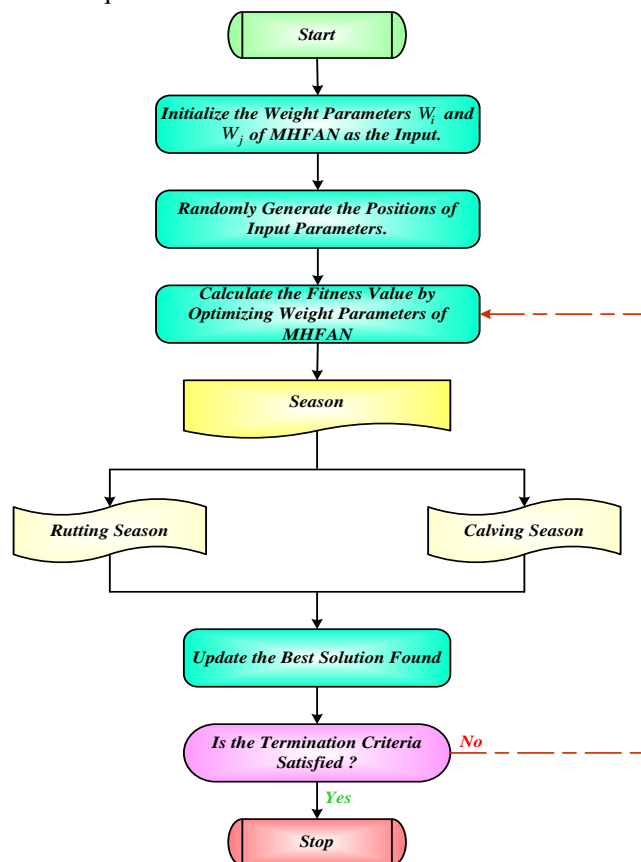 Start
Initialize the Weight Parameters W_i and
W_j of MHFAN as the Input.
Randomly Generate the Positions of
Input Parameters.
Calculate the Fitness Value by
Optimizing Weight Parameters of
MHFAN
Season
Rutting Season
Calving Season
Update the Best Solution Found
Is the Termination Criteria
Satisfied ?
No
Yes
Stop